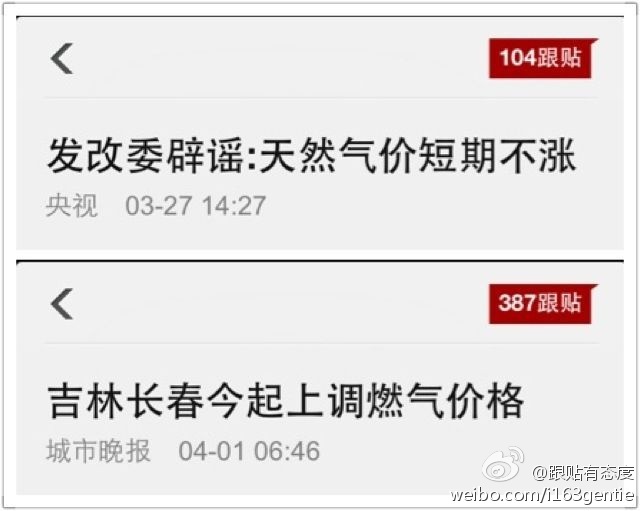 104跟贴
发改委辟谣:天然气价短期不涨
央视 03-27 14:27
387跟贴
吉林长春今起上调燃气价格
城市晚报 04-01 06:46
@跟贴有态度
weibo.com/i163gentie